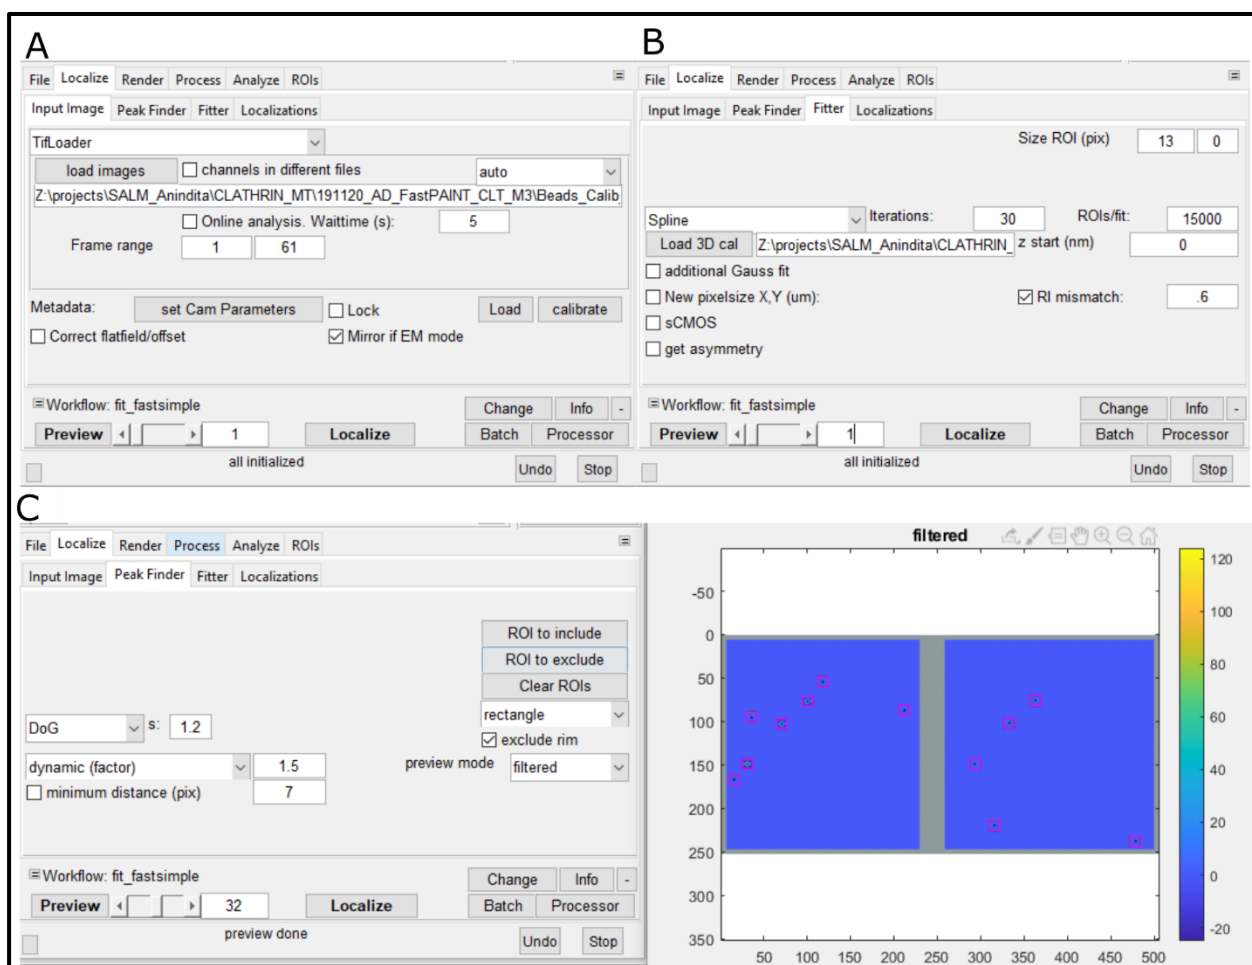 A
File Localize Render Process Analyze ROIs
Input Image Peak Finder Fitter Localizations
TifLoader
load images channels in different files auto
Z:\projects\SALM_Anindita\CLATHRIN_MT\191120_AD_FastPAINT_CLT_M3\Beads_Calib
Online analysis. Waittime (s): 5
Frame range 1 61
Metadata: set Cam Parameters Lock Load calibrate
Correct flatfield/offset Mirror if EM mode
Workflow: fit_fastsimple Change Info -
Preview 1 Localize Batch Processor
all initialized
Undo Stop
B
File Localize Render Process Analyze ROIs
Input Image Peak Finder Fitter Localizations
Size ROI (pix) 13 0
Spline Iterations: 30 ROIs/fit: 15000
Load 3D cal Z:\projects\SALM_Anindita\CLATHRIN_ z start (nm) 0
additional Gauss fit
New pixelsize X,Y (um): RI mismatch: .6
sCMOS
get asymmetry
Workflow: fit_fastsimple Change Info -
Preview 1 Localize Batch Processor
all initialized
Undo Stop
C
File Localize Render Process Analyze ROIs
Input Image Peak Finder Fitter Localizations
ROI to include
ROI to exclude
Clear ROIs
rectangle
DoG s: 1.2
exclude rim
dynamic (factor) 1.5 preview mode filtered
minimum distance (pix) 7
Workflow: fit_fastsimple Change Info -
Preview 32 Localize Batch Processor
preview done
Undo Stop
filtered
-50
0
50
100
150
200
250
300
350
50 100 150 200 250 300 350 400 450 500
120
100
80
60
40
20
0
-20